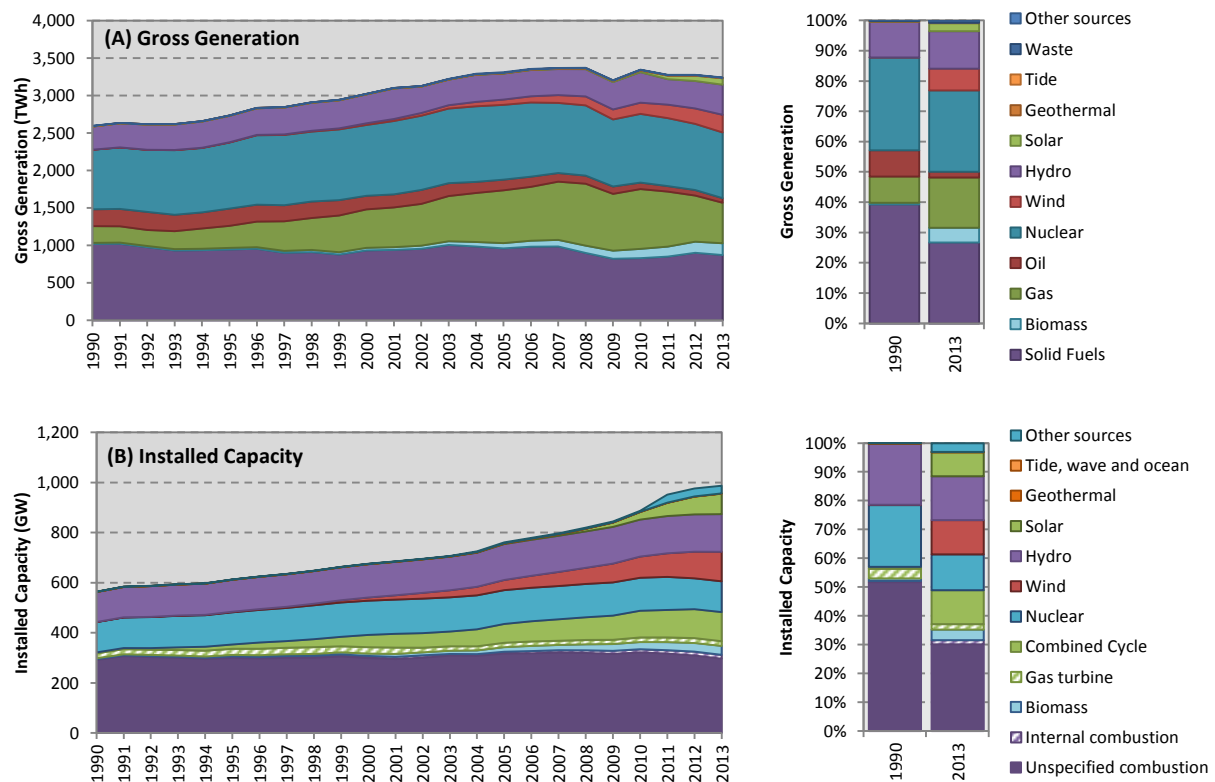 (A) Gross Generation
Gross Generation (TWh)
4,000
3,500
3,000
2,500
2,000
1,500
1,000
500
0
1990 1991 1992 1993 1994 1995 1996 1997 1998 1999 2000 2001 2002 2003 2004 2005 2006 2007 2008 2009 2010 2011 2012 2013
Gross Generation
100%
90%
80%
70%
60%
50%
40%
30%
20%
10%
0%
1990 2013
Other sources
Waste
Tide
Geothermal
Solar
Hydro
Wind
Nuclear
Oil
Gas
Biomass
Solid Fuels
(B) Installed Capacity
Installed Capacity (GW)
1,200
1,000
800
600
400
200
0
1990 1991 1992 1993 1994 1995 1996 1997 1998 1999 2000 2001 2002 2003 2004 2005 2006 2007 2008 2009 2010 2011 2012 2013
Installed Capacity
100%
90%
80%
70%
60%
50%
40%
30%
20%
10%
0%
1990 2013
Other sources
Tide, wave and ocean
Geothermal
Solar
Hydro
Wind
Nuclear
Combined Cycle
Gas turbine
Biomass
Internal combustion
Unspecified combustion